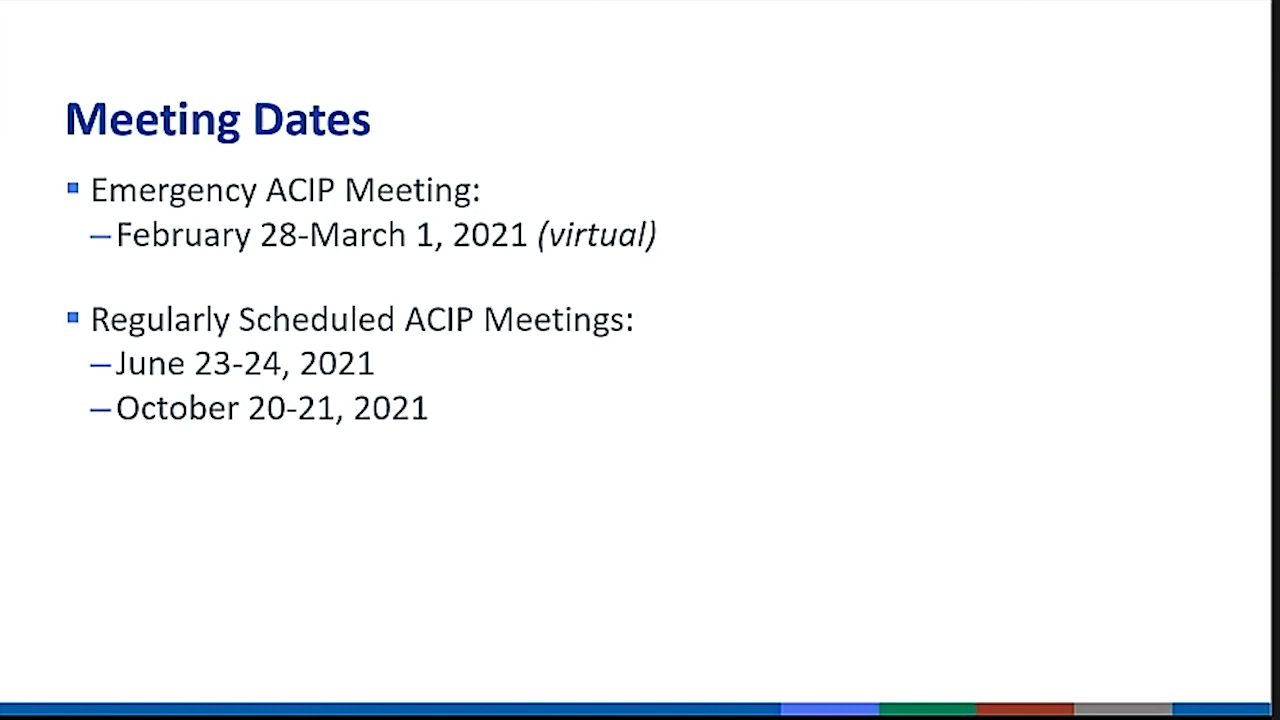 Meeting Dates
Emergency ACIP Meeting:
–February 28-March 1, 2021 (virtual)
Regularly Scheduled ACIP Meetings:
–June 23-24, 2021
–October 20-21, 2021